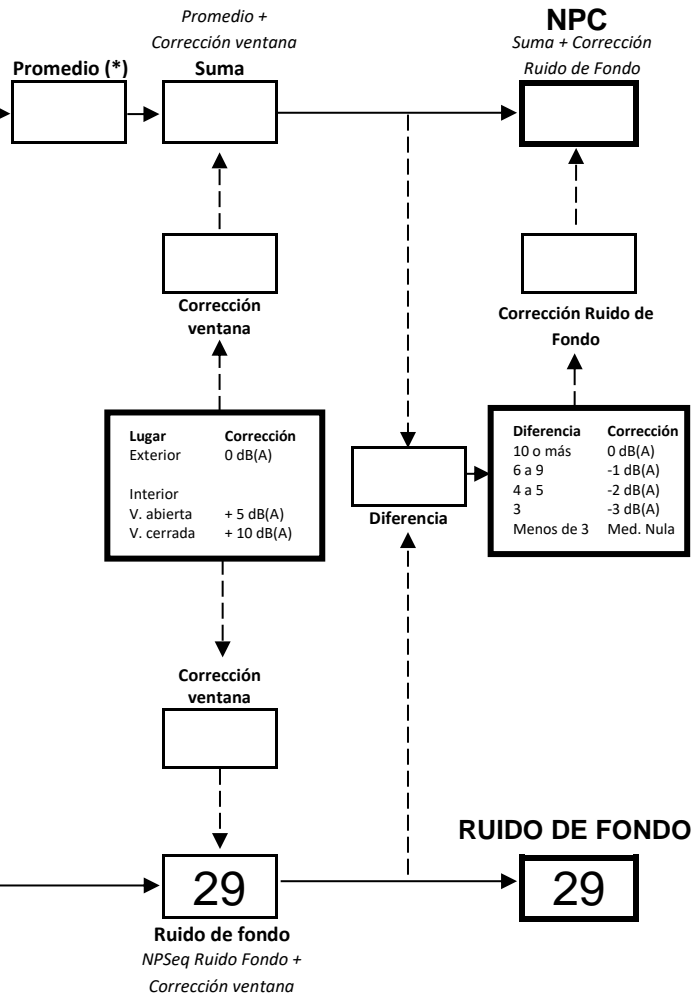 Promedio +
Corrección ventana
Suma
NPC
Suma + Corrección
Ruido de Fondo
Promedio (*)
Corrección
ventana
Corrección Ruido de
Fondo
Lugar Corrección
Exterior 0 dB(A)
Interior
V. abierta + 5 dB(A)
V. cerrada + 10 dB(A)
Diferencia
Diferencia Corrección
10 o más 0 dB(A)
6 a 9 -1 dB(A)
4 a 5 -2 dB(A)
3 -3 dB(A)
Menos de 3 Med. Nula
Corrección
ventana
RUIDO DE FONDO
29
29
Ruido de fondo
NPSeq Ruido Fondo +
Corrección ventana